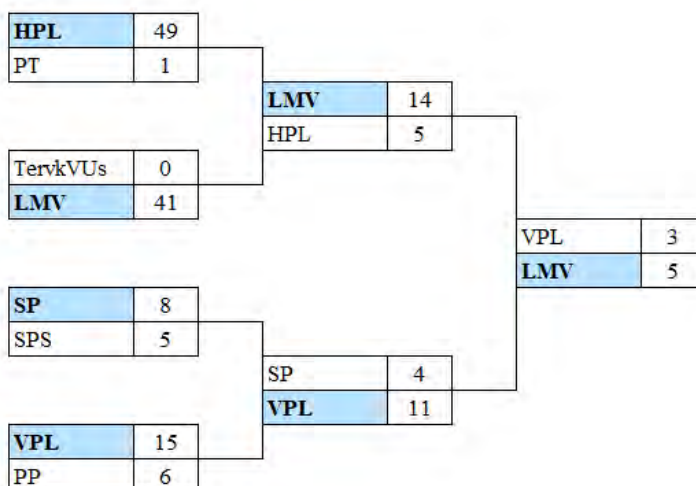 HPL 49
PT 1
LMV 14
HPL 5
TervkVUs 0
LMV 41
VPL 3
LMV 5
SP 8
SPS 5
SP 4
VPL 11
VPL 15
PP 6